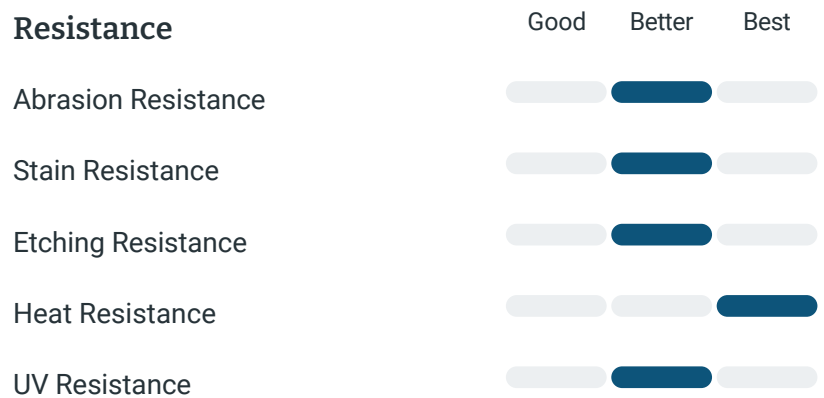 Resistance Good Better Best
Abrasion Resistance
Stain Resistance
Etching Resistance
Heat Resistance
UV Resistance